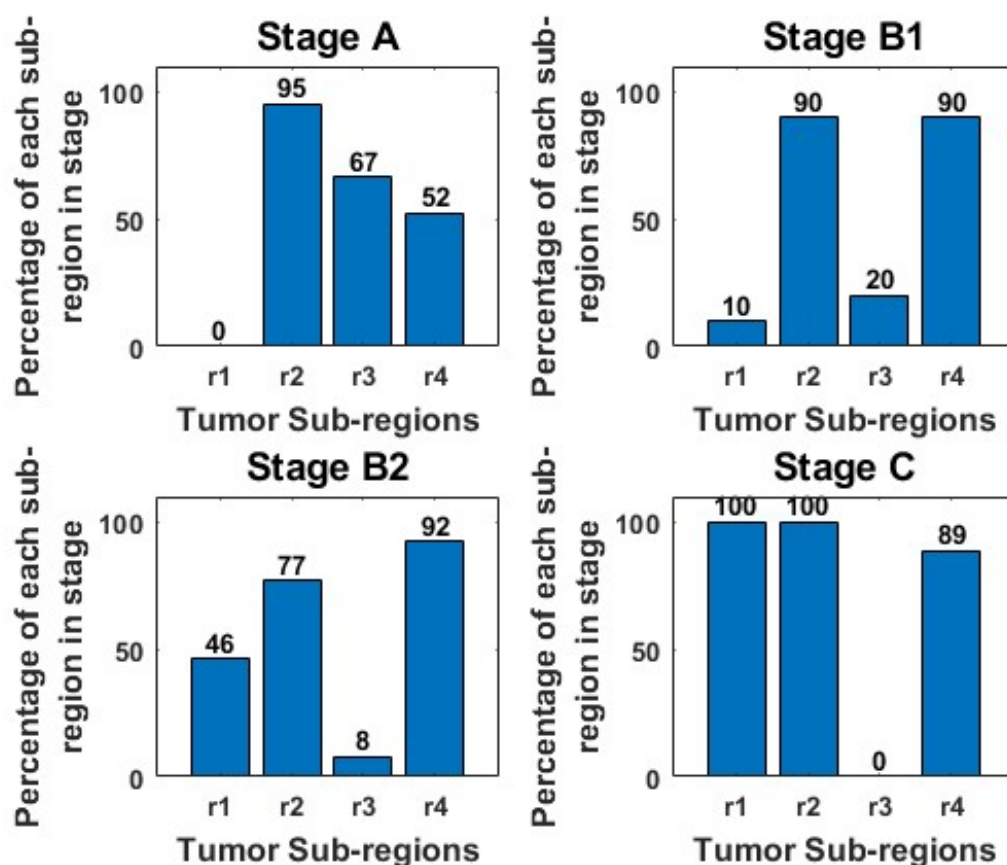 Stage A
Percentage of each sub-
region in stage
100
50
0
0
95
67
52
r1 r2 r3 r4
Tumor Sub-regions
Stage B1
Percentage of each sub-
region in stage
100
50
0
10
90
20
90
r1 r2 r3 r4
Tumor Sub-regions
Stage B2
Percentage of each sub-
region in stage
100
50
0
46
77
8
92
r1 r2 r3 r4
Tumor Sub-regions
Stage C
Percentage of each sub-
region in stage
100
50
0
100
100
0
89
r1 r2 r3 r4
Tumor Sub-regions